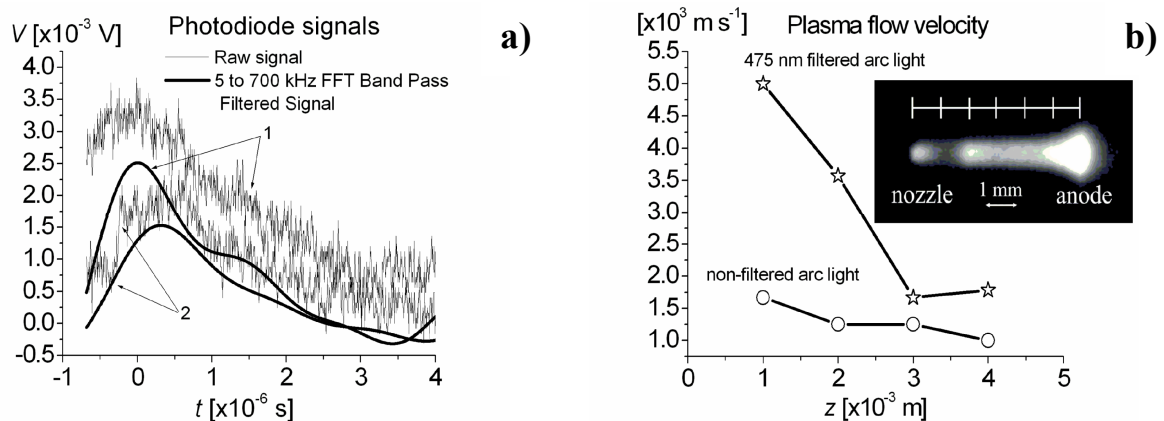 a)
V [x10⁻³ V]
Photodiode signals
Raw signal
5 to 700 kHz FFT Band Pass
Filtered Signal
1
2
4.0
3.5
3.0
2.5
2.0
1.5
1.0
0.5
0.0
-0.5
-1 0 1 2 3 4
t [x10⁻⁶ s]
b)
[x10³ m s⁻¹]
Plasma flow velocity
475 nm filtered arc light
nozzle
1 mm
anode
non-filtered arc light
5.5
5.0
4.5
4.0
3.5
3.0
2.5
2.0
1.5
1.0
0 1 2 3 4 5
z [x10⁻³ m]